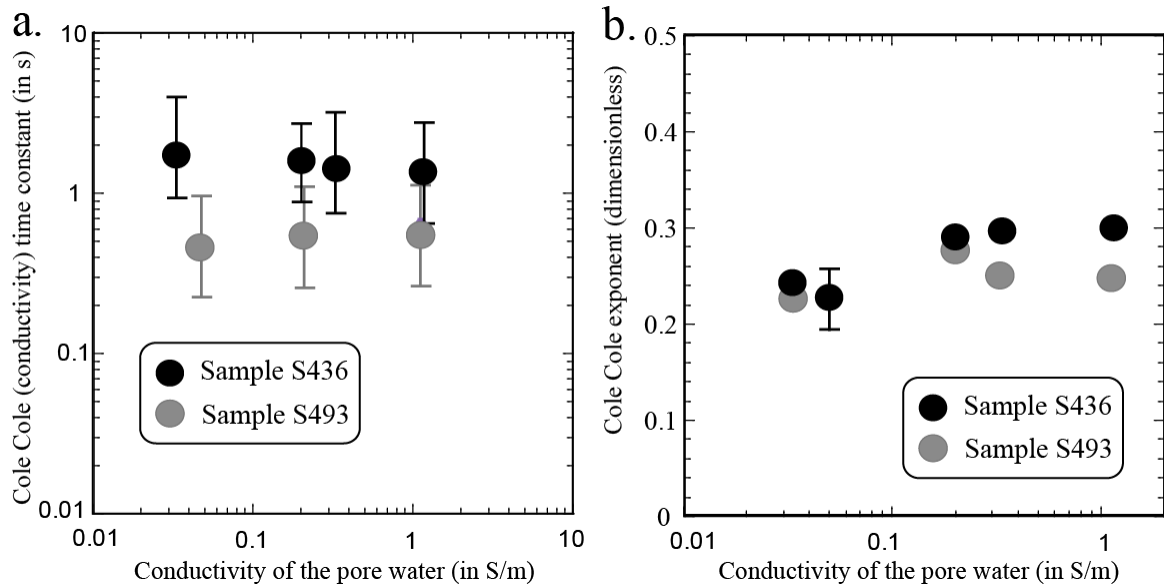 a.
Cole Cole (conductivity) time constant (in s)
10
1
0.1
0.01
Sample S436
Sample S493
0.01
0.1
1
10
Conductivity of the pore water (in S/m)
b.
Cole Cole exponent (dimensionless)
0.5
0.4
0.3
0.2
0.1
0
Sample S436
Sample S493
0.01
0.1
1
Conductivity of the pore water (in S/m)